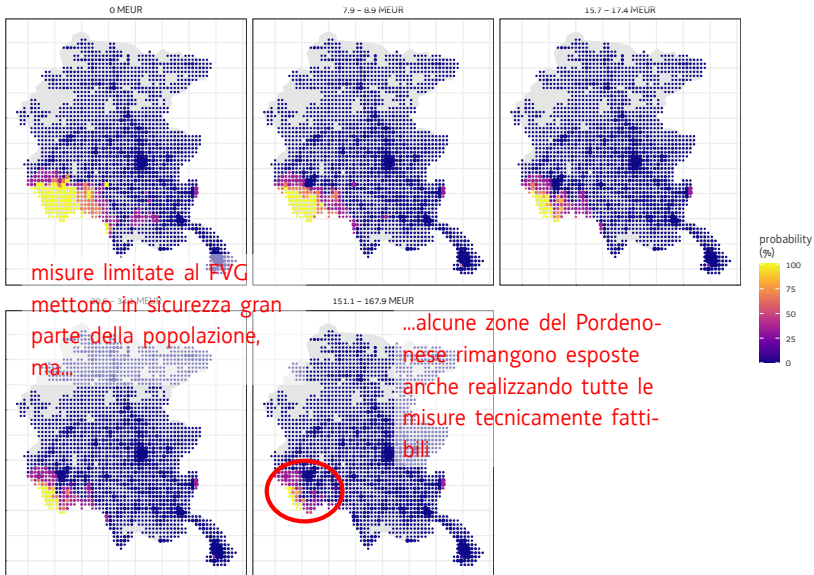 0 MEUR
7.9 – 8.9 MEUR
15.7 – 17.4 MEUR
probability
(%)
100
75
50
25
0
misure limitate al FVG
mettono in sicurezza gran
parte della popolazione,
ma...
151.1 – 167.9 MEUR
...alcune zone del Pordeno-
nese rimangono esposte
anche realizzando tutte le
misure tecnicamente fatti-
bili